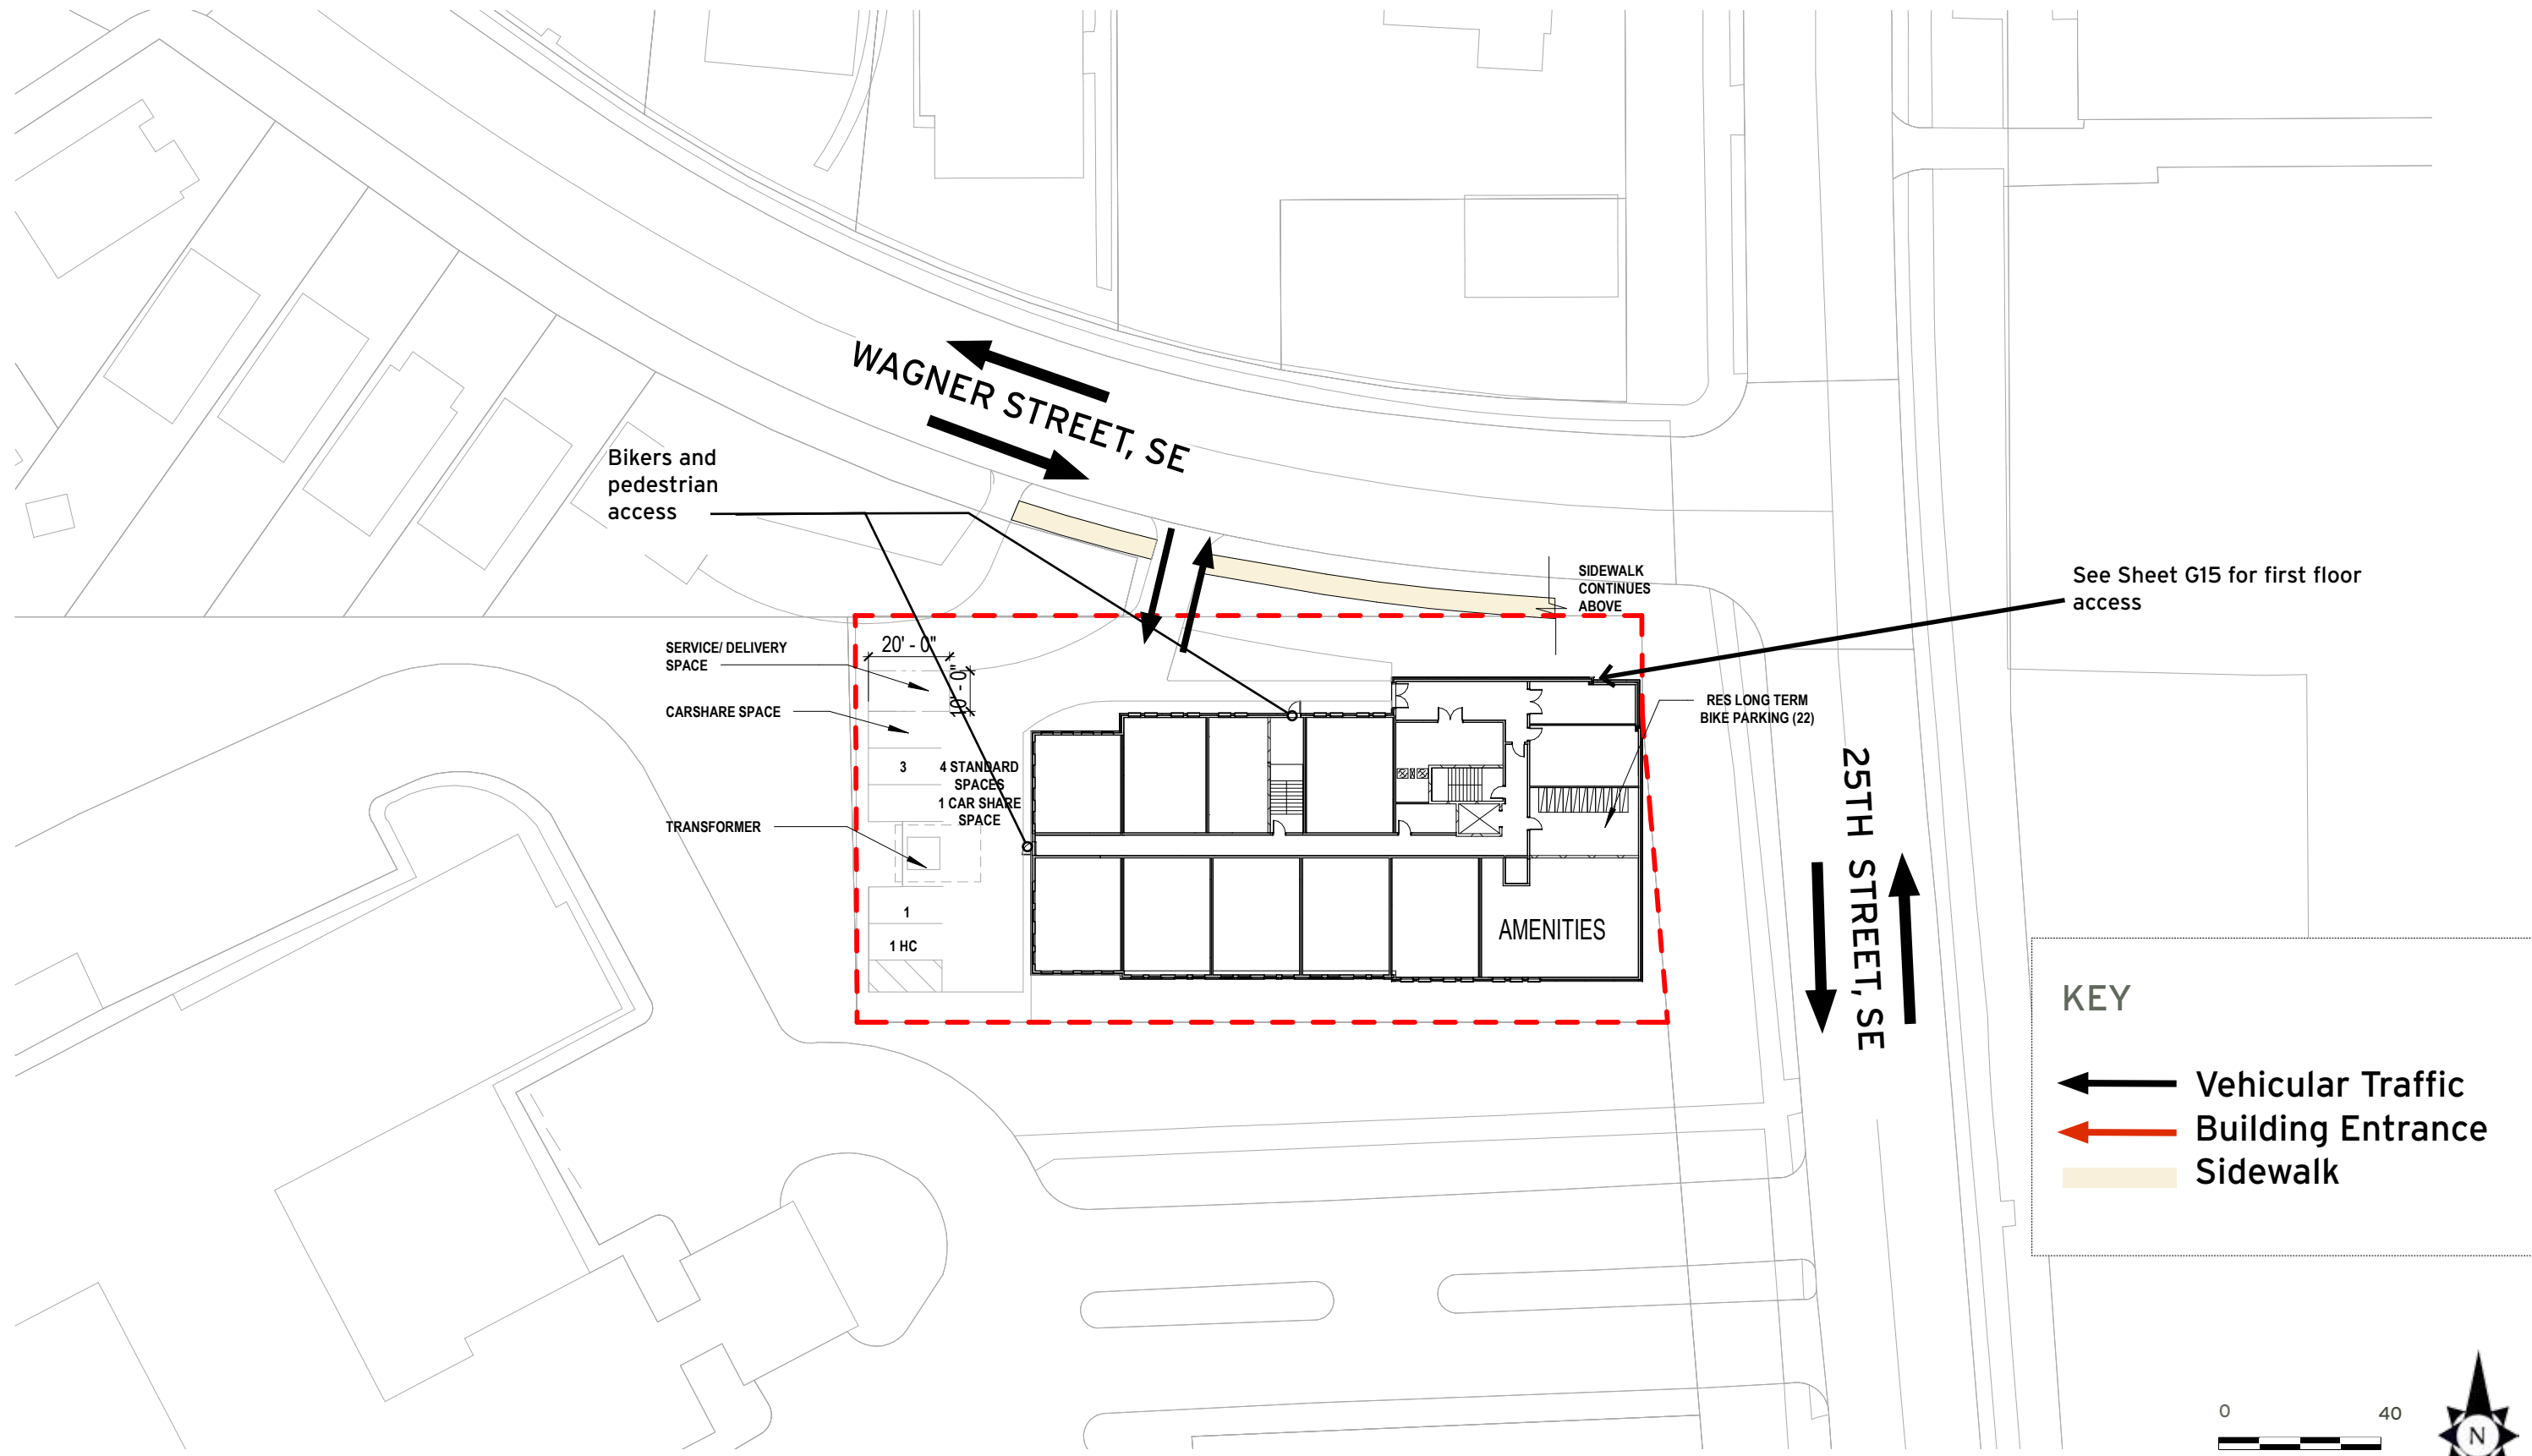 WAGNER STREET, SE
Bikers and
pedestrian
access
SIDEWALK
CONTINUES
ABOVE
See Sheet G15 for first floor
access
SERVICE/ DELIVERY
SPACE
20' - 0"
10' - 0"
CARSHARE SPACE
RES LONG TERM
BIKE PARKING (22)
3
4 STANDARD
SPACES
1 CAR SHARE
SPACE
TRANSFORMER
25TH STREET, SE
1
1 HC
AMENITIES
KEY
Vehicular Traffic
Building Entrance
Sidewalk
0
40
N